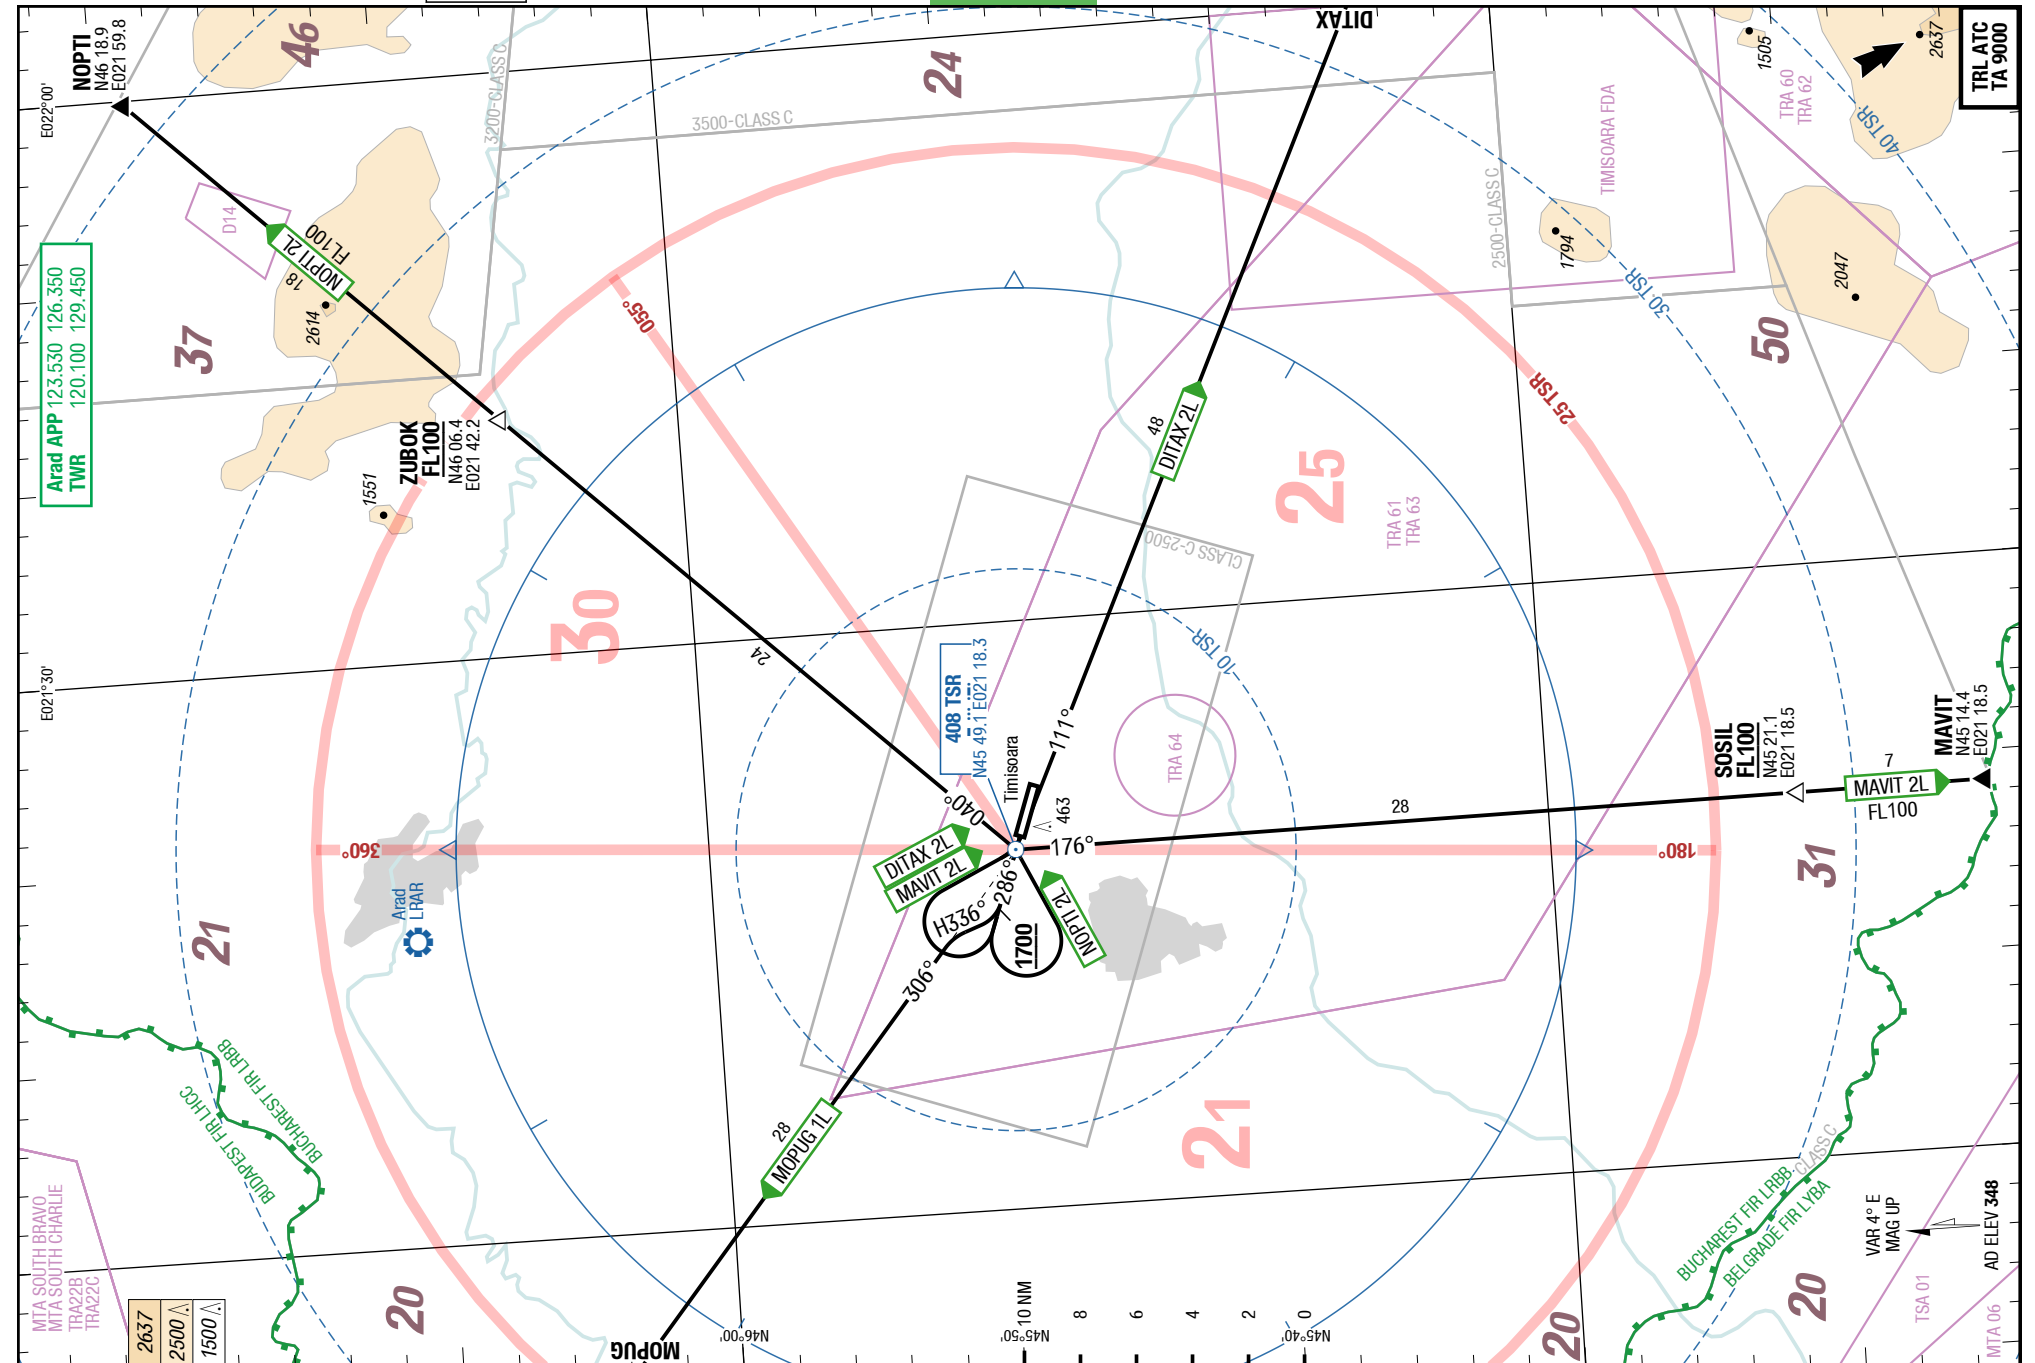 NOPTI
N46 18.9
E021 59.8
E022°00'
46
3200-CLASS C
3500-CLASS C
24
DITAX
TIMISOARA FDA
TRA 60
TRA 62
1505
2637
40 TSR
TRL ATC
TA 9000
D14
NOPTI 2L
FL100
18
2614
37
Arad APP 123.530 126.350
TWR 120.100 129.450
055°
2500-CLASS C
1794
30 TSR
2047
50
25 TSR
ZUBOK
FL100
N46 06.4
E021 42.2
1551
48
DITAX 2L
25
TRA 61
TRA 63
CLASS C-2500
30
24
E021°30'
408 TSR
N45 49.1 E021 18.3
10 TSR
111°
Timisoara
463
TRA 64
SOSIL
FL100
N45 21.1
E021 18.5
MAVIT
N45 14.4
E021 18.5
7
MAVIT 2L
FL100
28
040°
176°
360°
180°
31
Arad
LRAR
21
DITAX 2L
MAVIT 2L
H336°
286°
1700
NOPTI 2L
306°
BUCHAREST FIR LRBB
BUDAPEST FIR LHCC
28
MOPUG 1L
21
MTA SOUTH BRAVO
MTA SOUTH CHARLIE
TRA22B
TRA22C
2637
2500
1500
20
MOPUG
N46°00'
10 NM
8
6
4
2
0
N45°50'
N45°40'
20
BUCHAREST FIR LRBB
CLASS C
BELGRADE FIR LYBA
20
VAR 4° E
MAG UP
AD ELEV 348
TSA 01
MTA 06